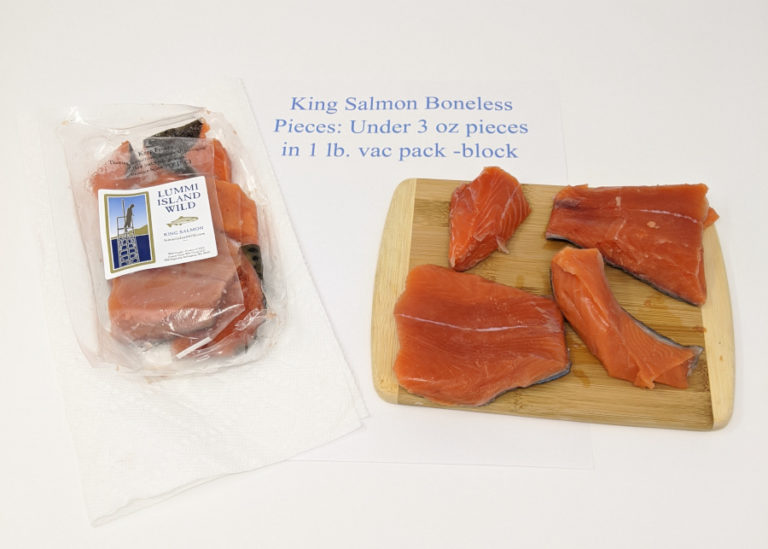 King Salmon Boneless
Pieces: Under 3 oz pieces
in 1 lb. vac pack -block
LUMMI
ISLAND
WILD
KING SALMON